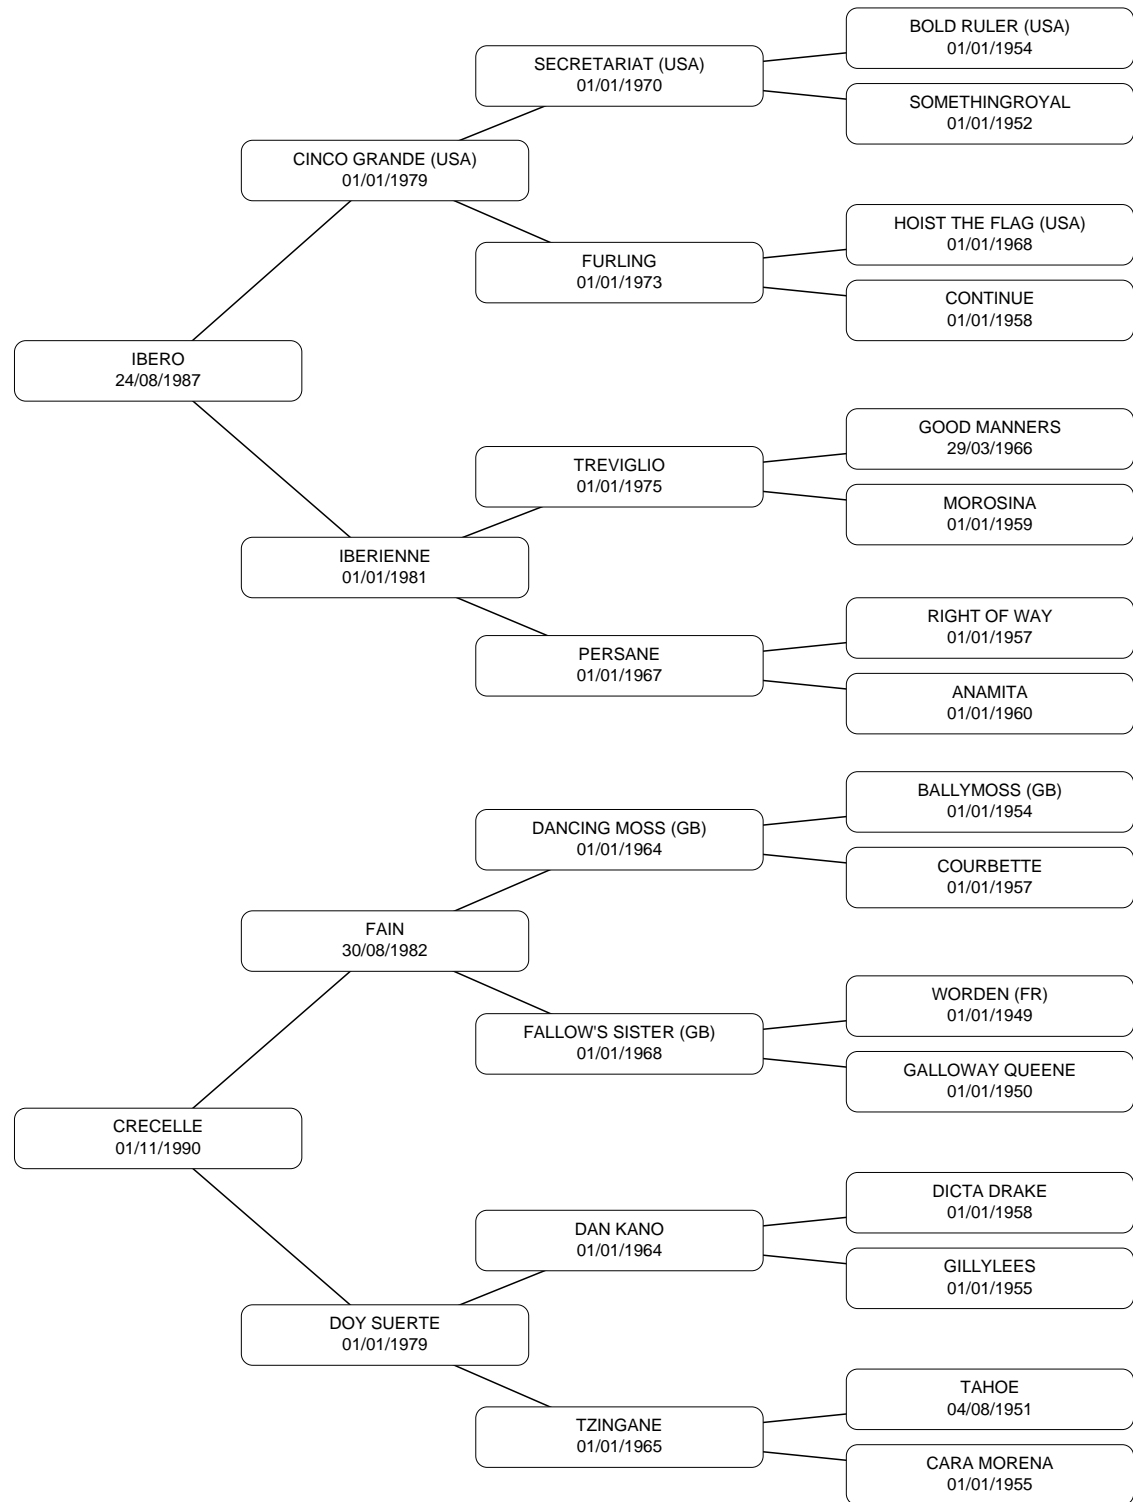 BOLD RULER (USA)
01/01/1954
SECRETARIAT (USA)
01/01/1970
SOMETHINGROYAL
01/01/1952
CINCO GRANDE (USA)
01/01/1979
HOIST THE FLAG (USA)
01/01/1968
FURLING
01/01/1973
CONTINUE
01/01/1958
IBERO
24/08/1987
GOOD MANNERS
29/03/1966
TREVIGLIO
01/01/1975
MOROSINA
01/01/1959
IBERIENNE
01/01/1981
RIGHT OF WAY
01/01/1957
PERSANE
01/01/1967
ANAMITA
01/01/1960
BALLYMOSS (GB)
01/01/1954
DANCING MOSS (GB)
01/01/1964
COURBETTE
01/01/1957
FAIN
30/08/1982
WORDEN (FR)
01/01/1949
FALLOW'S SISTER (GB)
01/01/1968
GALLOWAY QUEENE
01/01/1950
CRECELLE
01/11/1990
DICTA DRAKE
01/01/1958
DAN KANO
01/01/1964
GILLYLEES
01/01/1955
DOY SUERTE
01/01/1979
TAHOE
04/08/1951
TZINGANE
01/01/1965
CARA MORENA
01/01/1955